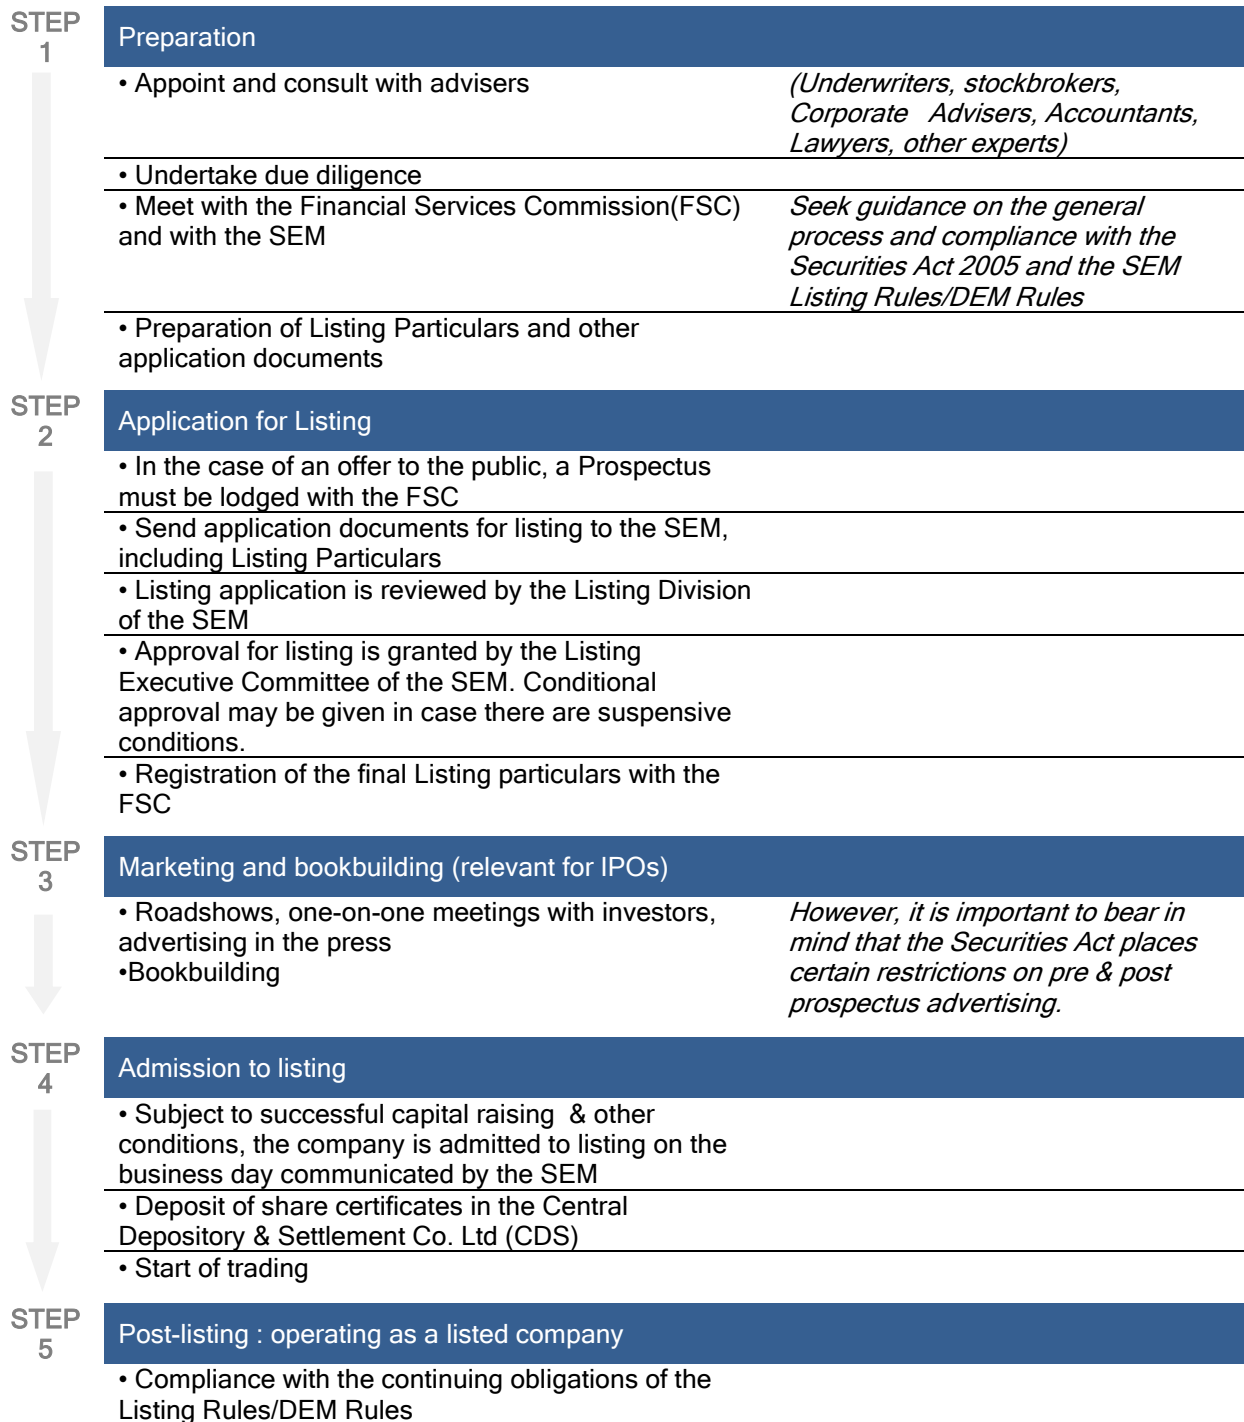 STEP
1
Preparation
• Appoint and consult with advisers
(Underwriters, stockbrokers,
Corporate Advisers, Accountants,
Lawyers, other experts)
• Undertake due diligence
• Meet with the Financial Services Commission(FSC)
and with the SEM
Seek guidance on the general
process and compliance with the
Securities Act 2005 and the SEM
Listing Rules/DEM Rules
• Preparation of Listing Particulars and other
application documents
STEP
2
Application for Listing
• In the case of an offer to the public, a Prospectus
must be lodged with the FSC
• Send application documents for listing to the SEM,
including Listing Particulars
• Listing application is reviewed by the Listing Division
of the SEM
• Approval for listing is granted by the Listing
Executive Committee of the SEM. Conditional
approval may be given in case there are suspensive
conditions.
• Registration of the final Listing particulars with the
FSC
STEP
3
Marketing and bookbuilding (relevant for IPOs)
• Roadshows, one-on-one meetings with investors,
advertising in the press
•Bookbuilding
However, it is important to bear in
mind that the Securities Act places
certain restrictions on pre & post
prospectus advertising.
STEP
4
Admission to listing
• Subject to successful capital raising & other
conditions, the company is admitted to listing on the
business day communicated by the SEM
• Deposit of share certificates in the Central
Depository & Settlement Co. Ltd (CDS)
• Start of trading
STEP
5
Post-listing : operating as a listed company
• Compliance with the continuing obligations of the
Listing Rules/DEM Rules